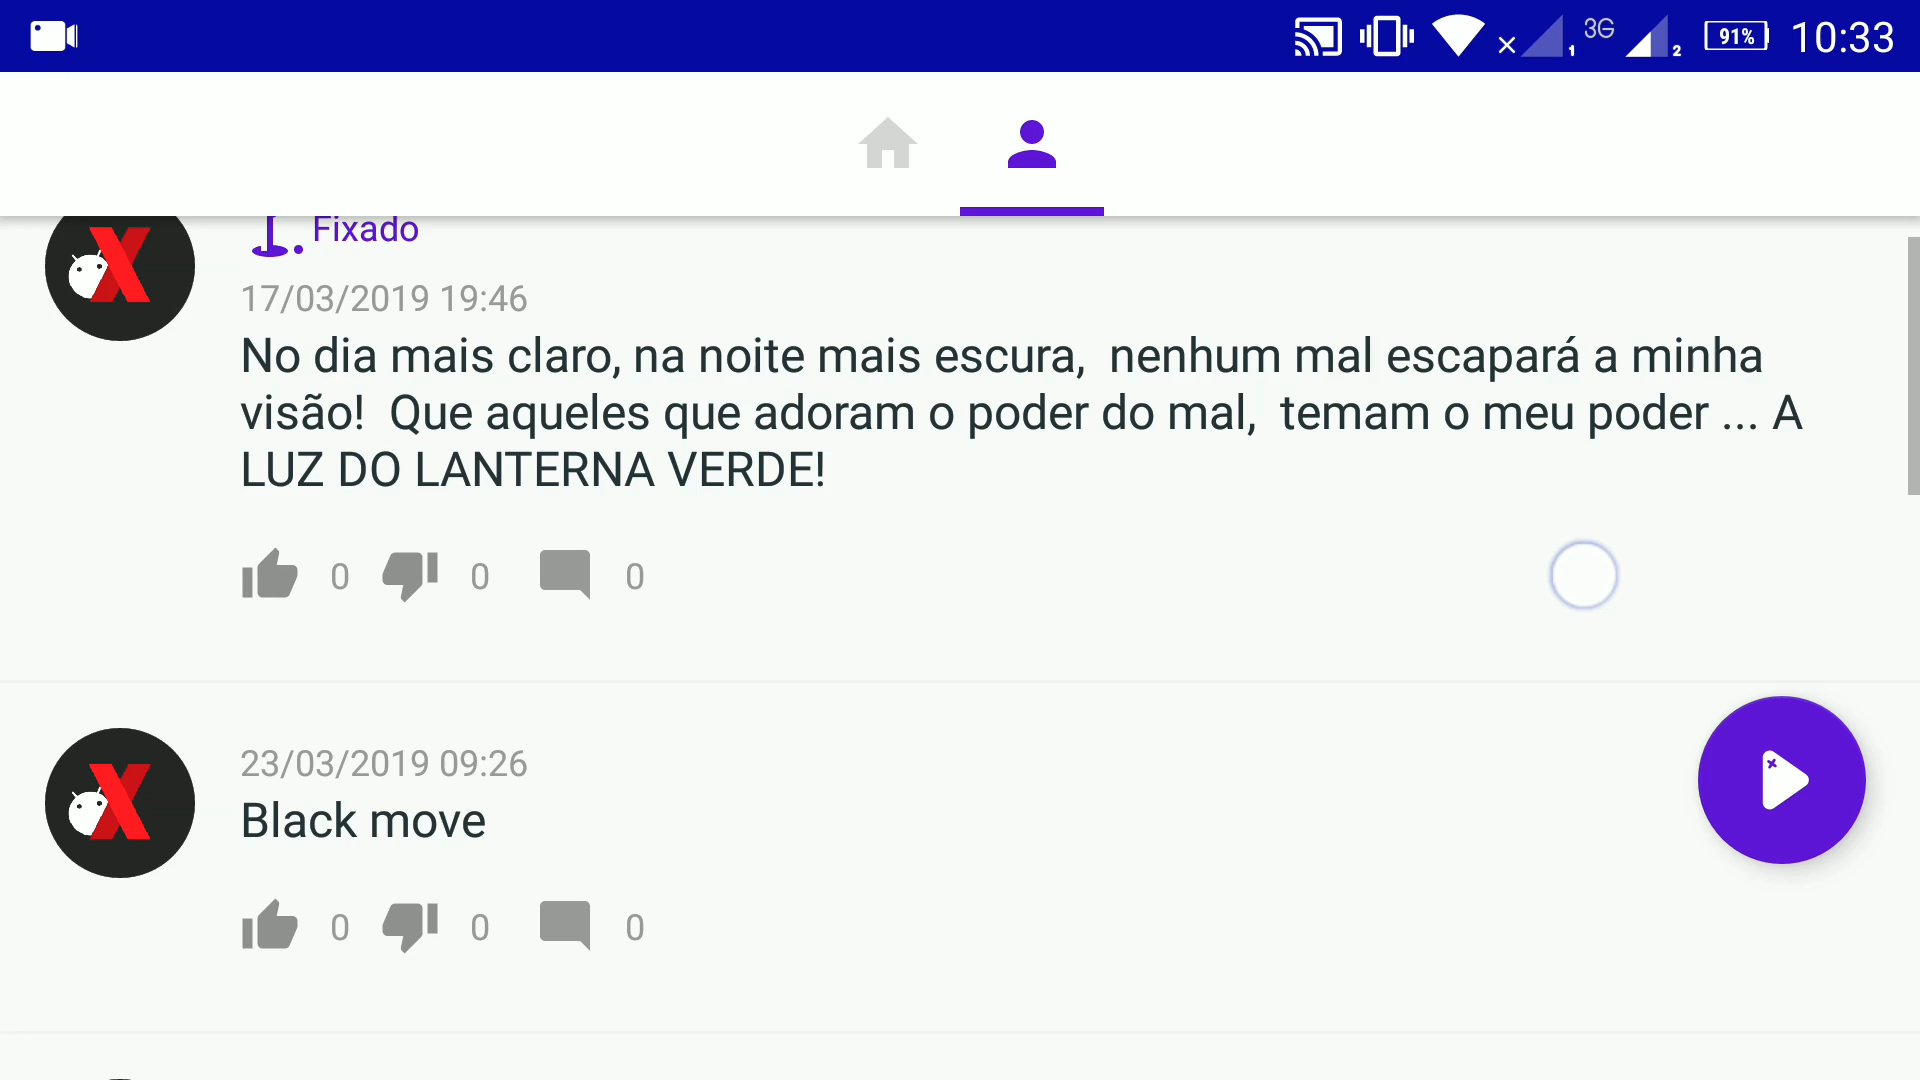 3G 1 2 91% 10:33
Fixado
17/03/2019 19:46
No dia mais claro, na noite mais escura,  nenhum mal escapará a minha
visão!  Que aqueles que adoram o poder do mal,  temam o meu poder ... A
LUZ DO LANTERNA VERDE!
0 0 0
23/03/2019 09:26
Black move
0 0 0